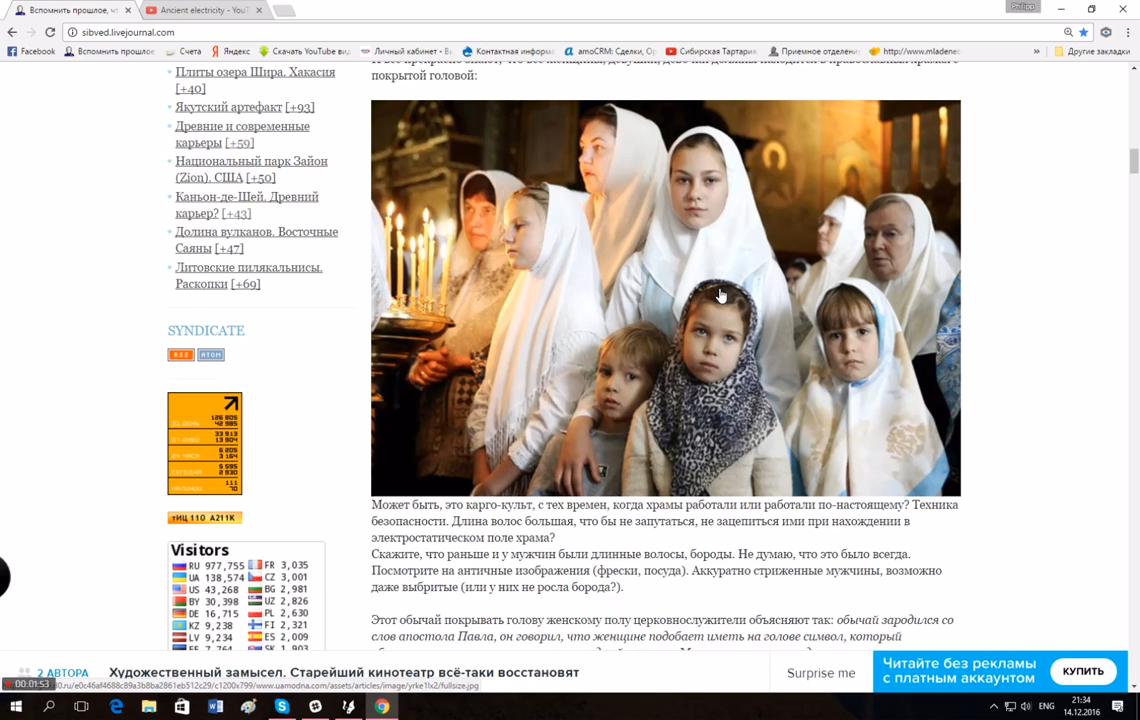 Вспомнить прошлое, ч
Ancient electricity - YouT
Philipp
sibved.livejournal.com
Facebook
Вспомнить прошлое
Счета
Яндекс
Скачать YouTube ви
Личный кабинет - Bi
Контактная информ
amoCRM: Сделки, O
Сибирская Тартари
Приемное отделени
http://www.mladenec
Другие закладки
Плиты озера Шира. Хакасия
[+40]
Якутский артефакт [+93]
Древние и современные
карьеры [+59]
Национальный парк Зайон
(Zion). США [+50]
Каньон-де-Шей. Древний
карьер? [+43]
Долина вулканов. Восточные
Саяны [+47]
Литовские пилякальнисы.
Раскопки [+69]
SYNDICATE
RSS ATOM
тИЦ 110 A211K
Visitors
RU 977,755 FR 3,035
UA 138,574 CZ 3,001
US 43,268 BG 2,981
BY 30,398 UZ 2,826
DE 16,715 PL 2,630
KZ 9,238 FI 2,321
LV 9,234 ES 2,009
покрытой головой:
Может быть, это карго-культ, с тех времен, когда храмы работали или работали по-настоящему? Техника
безопасности. Длина волос большая, что бы не запутаться, не зацепиться ими при нахождении в
электростатическом поле храма?
Скажите, что раньше и у мужчин были длинные волосы, бороды. Не думаю, что это было всегда.
Посмотрите на античные изображения (фрески, посуда). Аккуратно стриженные мужчины, возможно
даже выбритые (или у них не росла борода?).
Этот обычай покрывать голову женскому полу церковнослужители объясняют так: обычай зародился со
слов апостола Павла, он говорил, что женщине подобает иметь на голове символ, который
2 АВТОРА
Художественный замысел. Старейший кинотеатр всё-таки восстановят
Surprise me
Читайте без рекламы
с платным аккаунтом
КУПИТЬ
00:01:53
21:34
14.12.2016